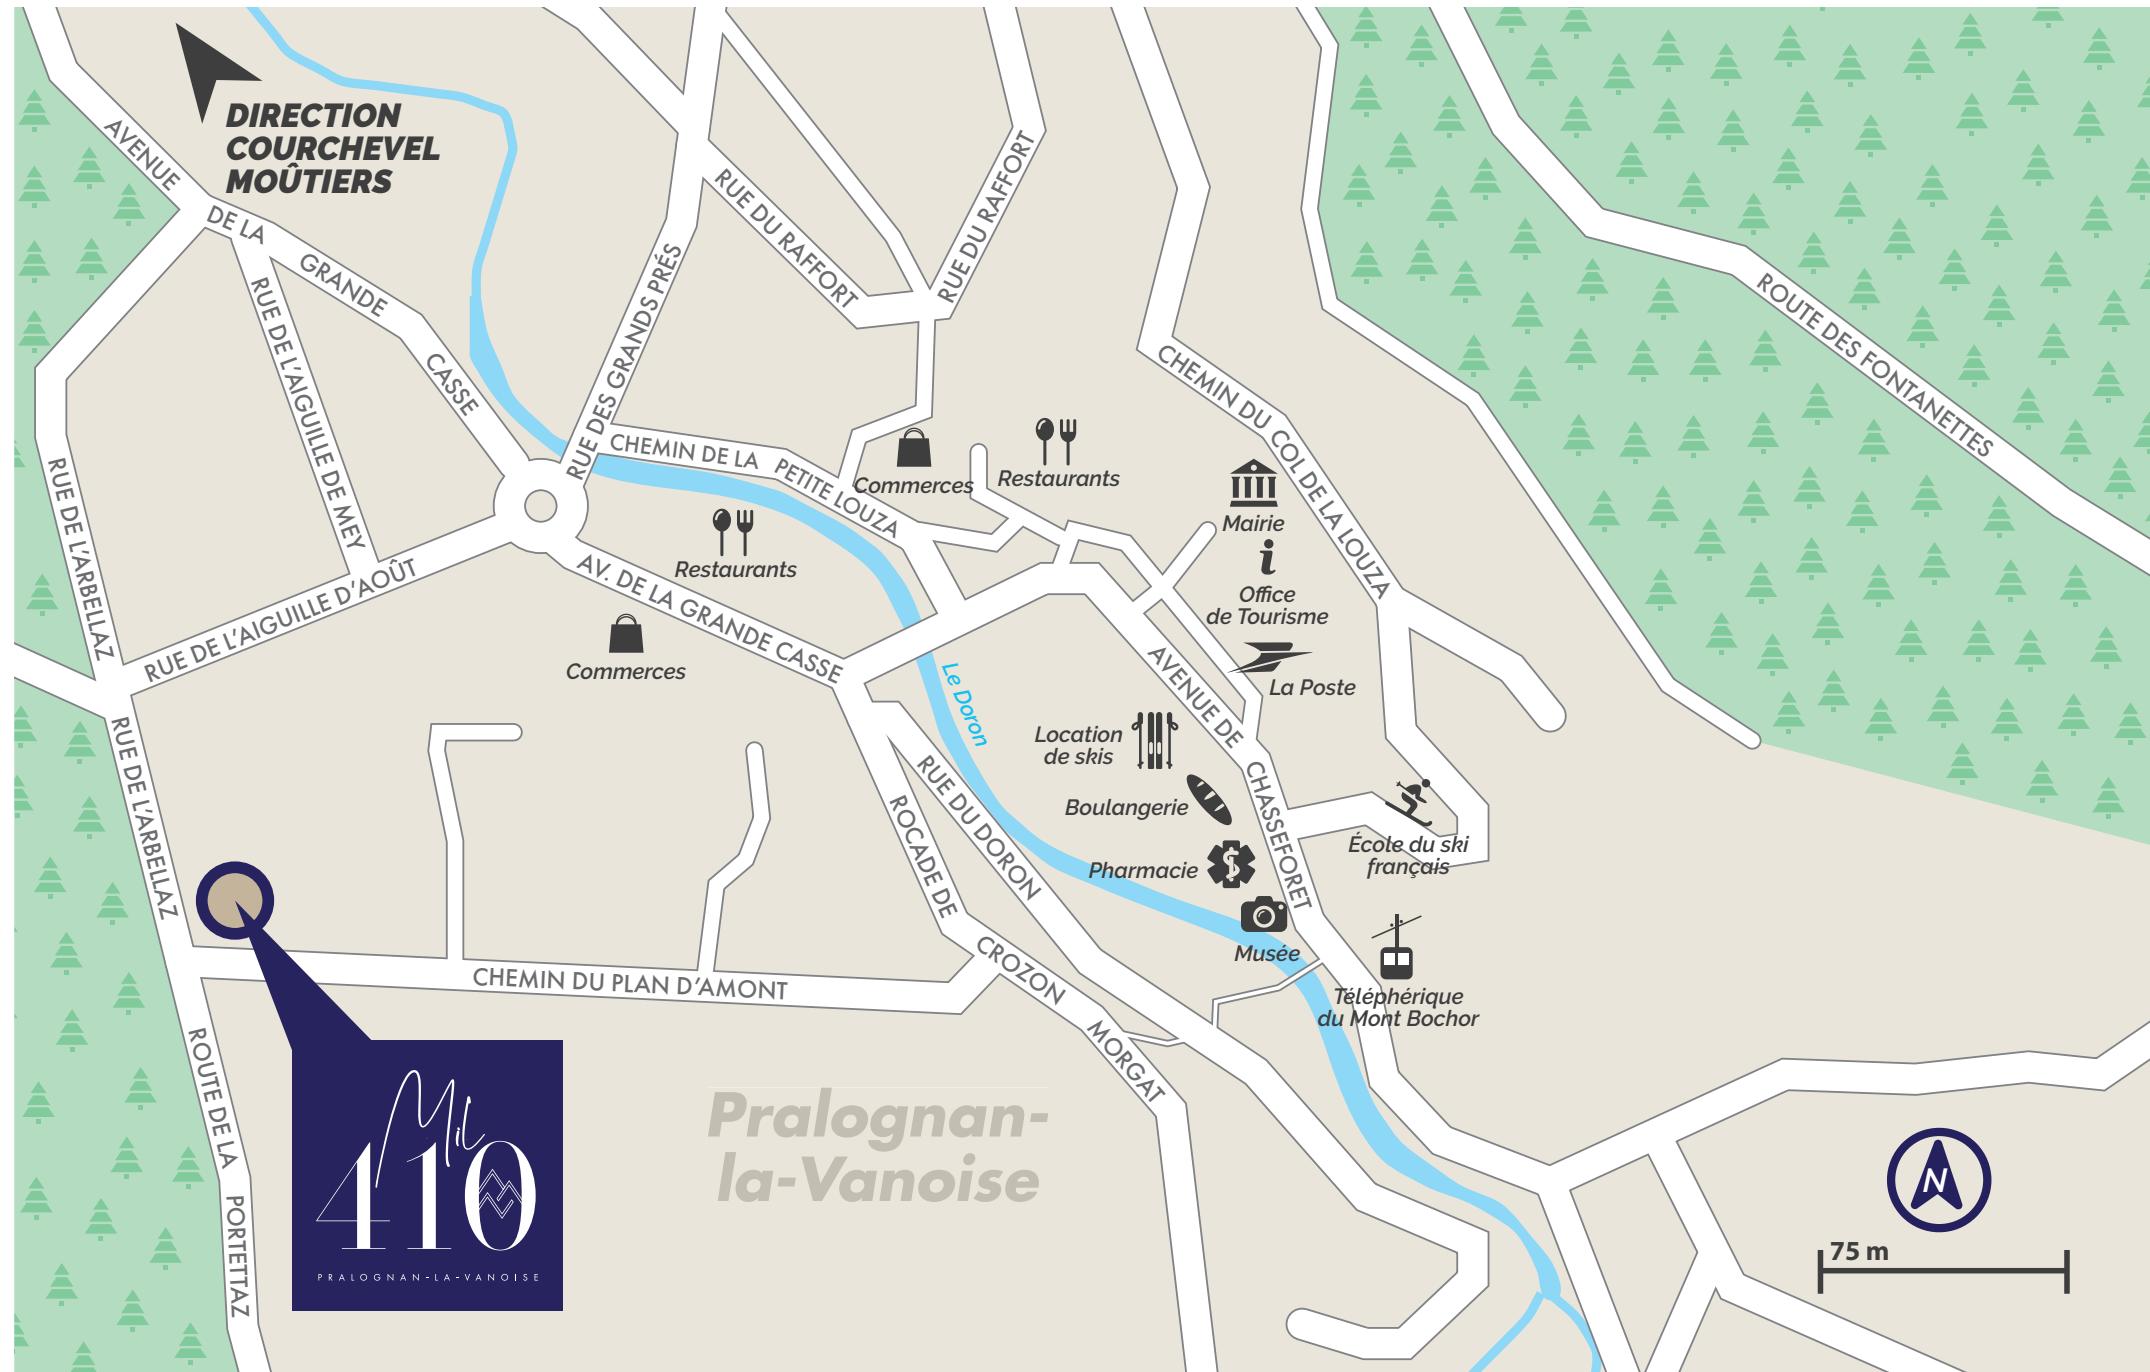 DIRECTION
COURCHEVEL
MOÛTIERS
AVENUE
DE LA
GRANDE
CASSE
RUE DE L'AIGUILLE DE MEY
RUE DES GRANDS PRÉS
RUE DU RAFFORT
RUE DU RAFFORT
ROUTE DES FONTANETTES
CHEMIN DU COL DE LA LOUZA
CHEMIN DE LA PETITE LOUZA
Commerces
Restaurants
Mairie
Office
de Tourisme
La Poste
Restaurants
Commerces
RUE DE L'ARBELLAZ
RUE DE L'AIGUILLE D'AOÛT
AV. DE LA GRANDE CASSE
Le Doron
AVENUE DE
CHASSEFORET
Location
de skis
Boulangerie
Pharmacie
Musée
École du ski
français
Téléphérique
du Mont Bochor
RUE DU DORON
ROCADE DE
CROZON
MORGAT
RUE DE L'ARBELLAZ
CHEMIN DU PLAN D'AMONT
ROUTE DE LA
PORTETTAZ
Mil
410
PRALOGNAN-LA-VANOISE
Pralognan-
la-Vanoise
N
75 m